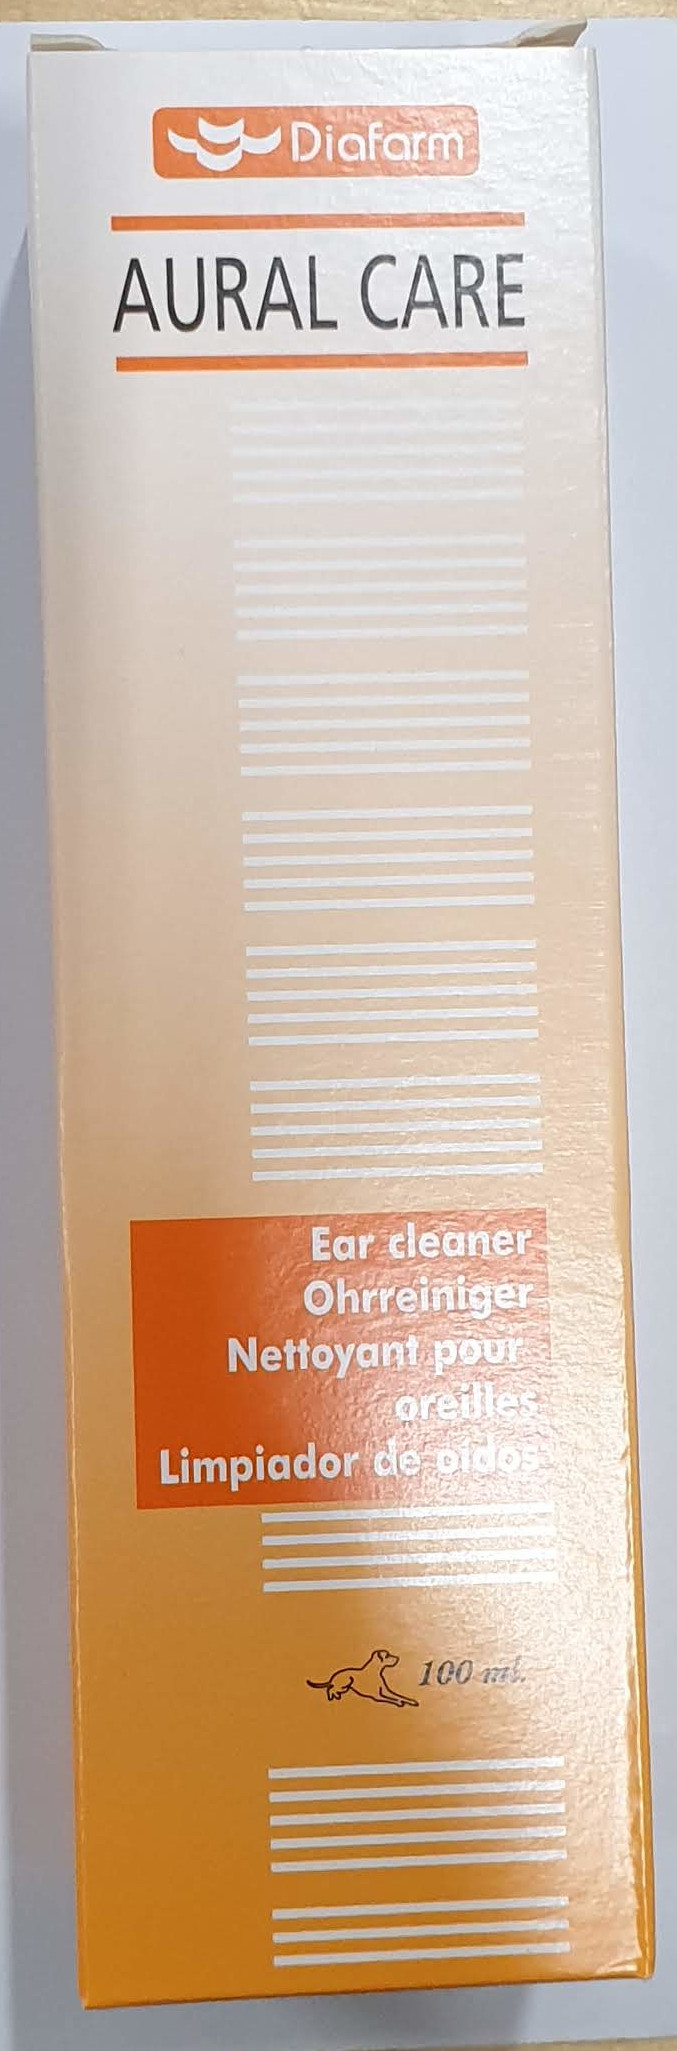 Diafarm
AURAL CARE
Ear cleaner
Ohrreiniger
Nettoyant pour
oreilles
Limpiador de oídos
100 ml.